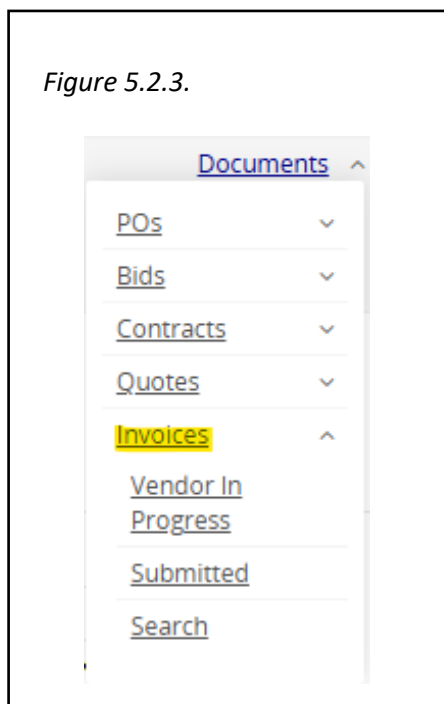 Figure 5.2.3.
Documents
POs
Bids
Contracts
Quotes
Invoices
Vendor In
Progress
Submitted
Search